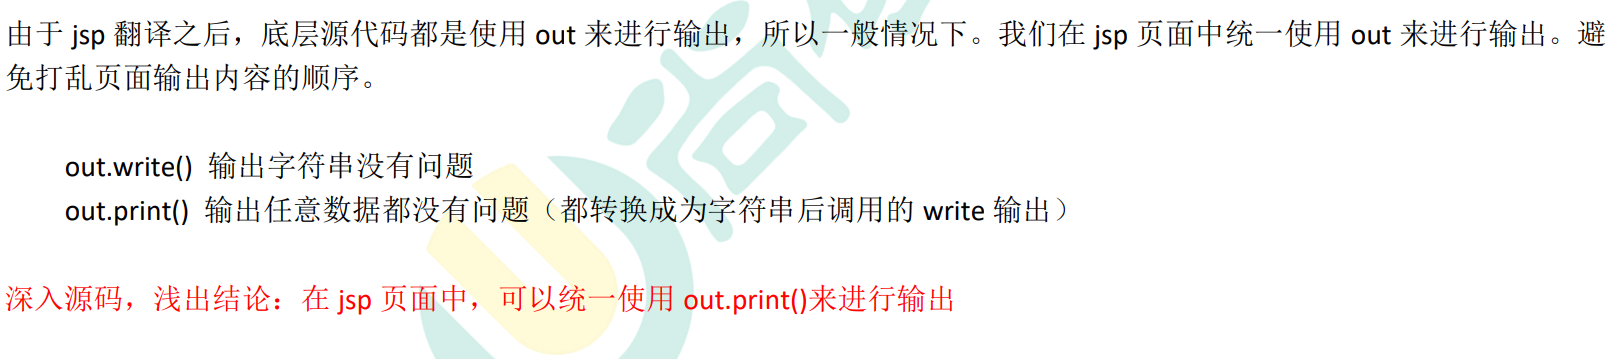 由于 jsp 翻译之后，底层源代码都是使用 out 来进行输出，所以一般情况下。我们在 jsp 页面中统一使用 out 来进行输出。避
免打乱页面输出内容的顺序。
out.write() 输出字符串没有问题
out.print() 输出任意数据都没有问题（都转换成为字符串后调用的 write 输出）
深入源码，浅出结论：在 jsp 页面中，可以统一使用 out.print()来进行输出
尚